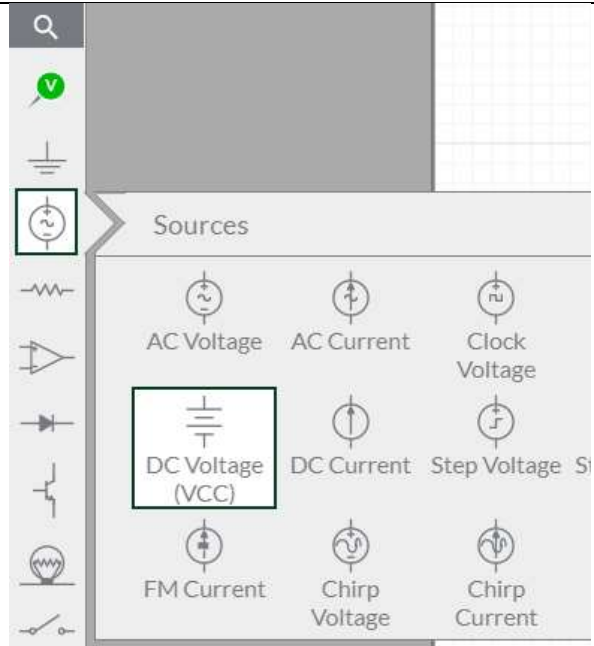 V
Sources
AC Voltage
AC Current
Clock
Voltage
DC Voltage
(VCC)
DC Current
Step Voltage
St
FM Current
Chirp
Voltage
Chirp
Current